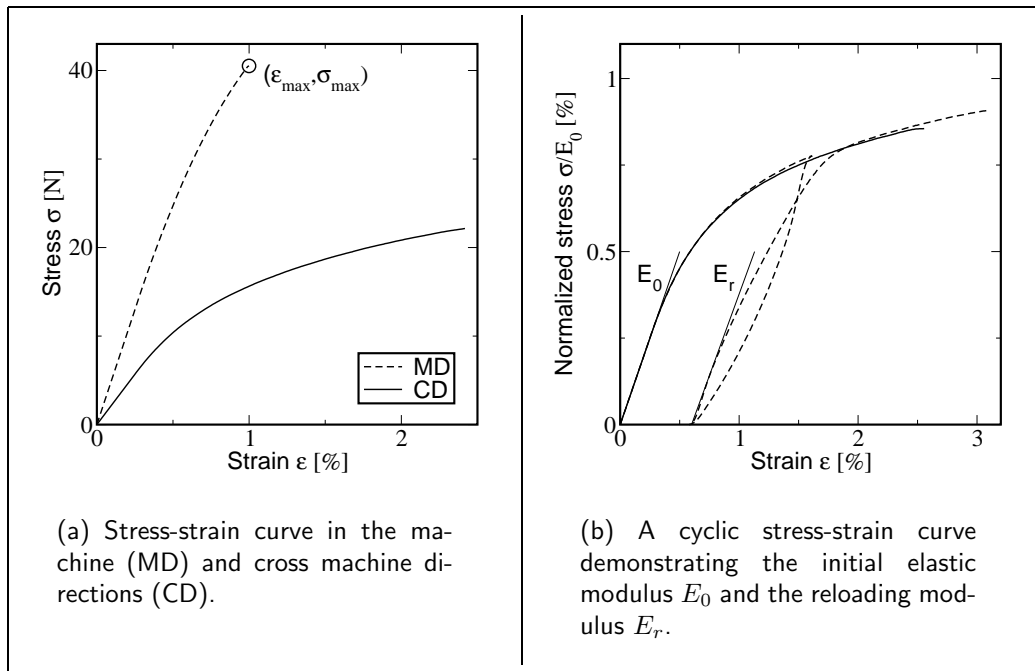 40
20
0
0
1
2
Stress σ [N]
Strain ε [%]
(ε_max,σ_max)
MD
CD
(a) Stress-strain curve in the ma-
chine (MD) and cross machine di-
rections (CD).
1
0.5
0
0
1
2
3
Normalized stress σ/E_0 [%]
Strain ε [%]
E_0
E_r
(b) A cyclic stress-strain curve
demonstrating the initial elastic
modulus E_0 and the reloading mod-
ulus E_r.